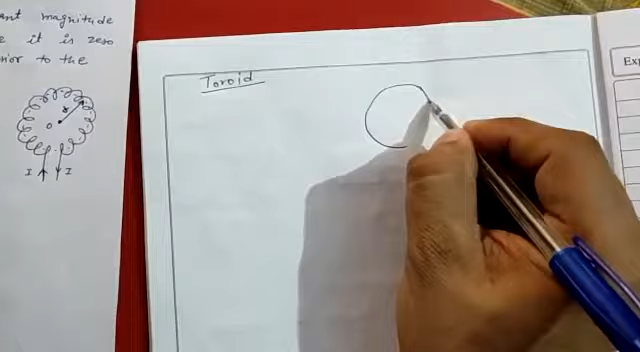 ant magnitude
e it is zero
rior to the
r
O
I I
Toroid
Exp